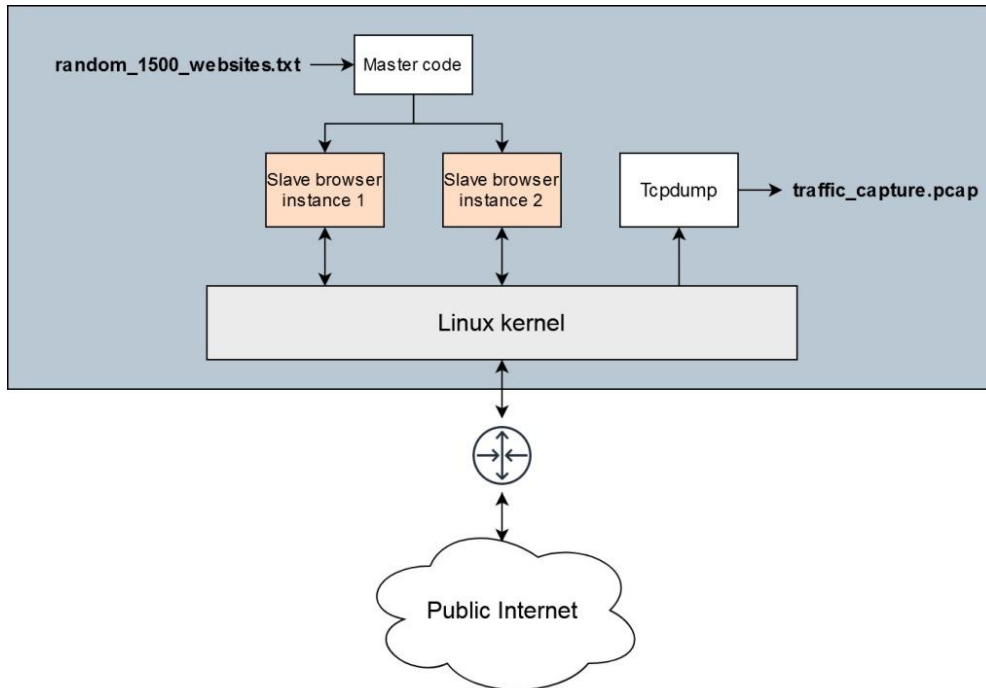 random_1500_websites.txt
Master code
Slave browser
instance 1
Slave browser
instance 2
Tcpdump
traffic_capture.pcap
Linux kernel
Public Internet